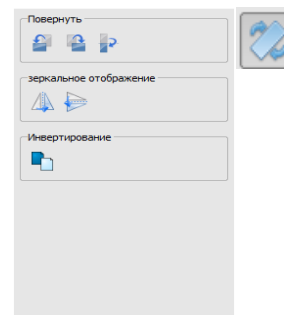 Повернуть
зеркальное отображение
Инвертирование